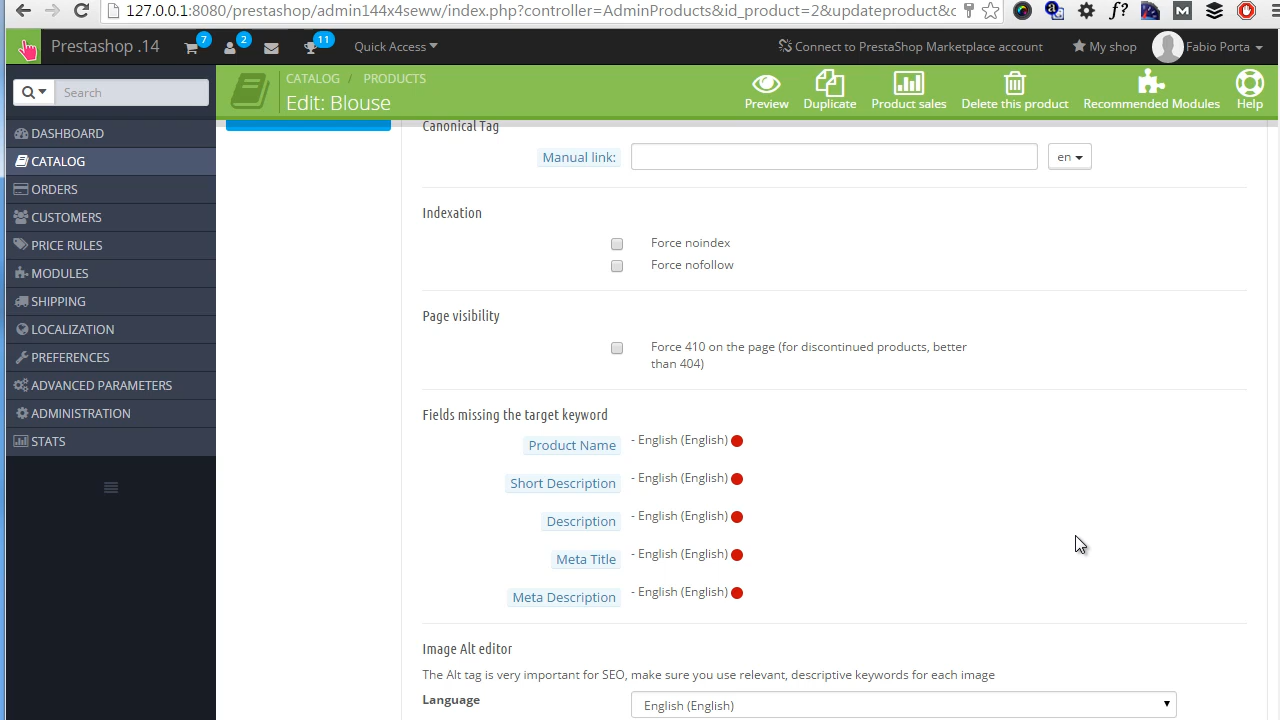 127.0.0.1:8080/prestashop/admin144x4seww/index.php?controller=AdminProducts&id_product=2&updateproduct&c
f?
M
Prestashop .14
7
2
11
Quick Access
Connect to PrestaShop Marketplace account
My shop
Fabio Porta
Search
CATALOG / PRODUCTS
Edit: Blouse
Preview
Duplicate
Product sales
Delete this product
Recommended Modules
Help
DASHBOARD
CATALOG
ORDERS
CUSTOMERS
PRICE RULES
MODULES
SHIPPING
LOCALIZATION
PREFERENCES
ADVANCED PARAMETERS
ADMINISTRATION
STATS
Canonical Tag
Manual link:
en
Indexation
Force noindex
Force nofollow
Page visibility
Force 410 on the page (for discontinued products, better
than 404)
Fields missing the target keyword
Product Name - English (English)
Short Description - English (English)
Description - English (English)
Meta Title - English (English)
Meta Description - English (English)
Image Alt editor
The Alt tag is very important for SEO, make sure you use relevant, descriptive keywords for each image
Language
English (English)